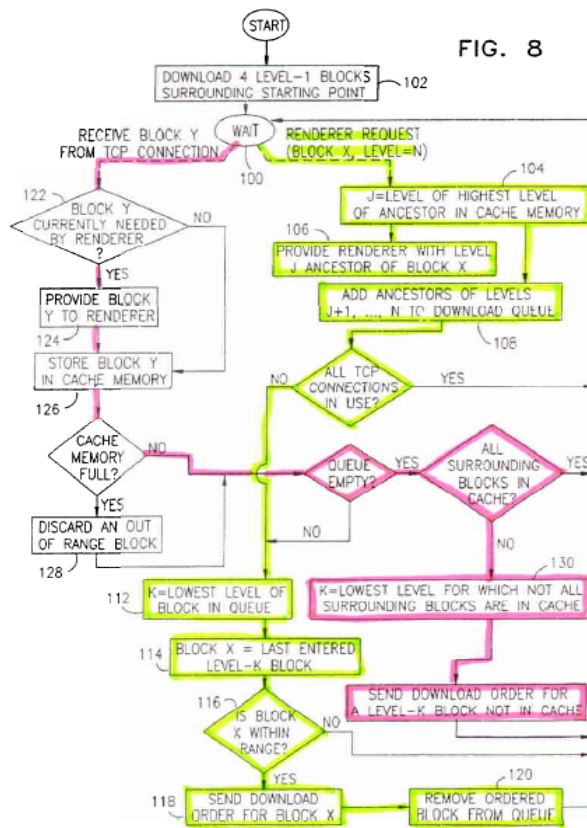 START
FIG. 8
DOWNLOAD 4 LEVEL-1 BLOCKS
SURROUNDING STARTING POINT
102
RECEIVE BLOCK Y
FROM TCP CONNECTION
WAIT
100
RENDERER REQUEST
(BLOCK X, LEVEL=N)
122
BLOCK Y
CURRENTLY NEEDED
BY RENDERER
?
NO
YES
104
J=LEVEL OF HIGHEST LEVEL
OF ANCESTOR IN CACHE MEMORY
106
PROVIDE RENDERER WITH LEVEL
J ANCESTOR OF BLOCK X
ADD ANCESTORS OF LEVELS
J+1, ..., N TO DOWNLOAD QUEUE
108
PROVIDE BLOCK
Y TO RENDERER
124
STORE BLOCK Y
IN CACHE MEMORY
126
NO
ALL TCP
CONNECTIONS
IN USE?
YES
CACHE
MEMORY
FULL?
NO
YES
QUEUE
EMPTY?
YES
NO
ALL
SURROUNDING
BLOCKS IN
CACHE?
YES
NO
DISCARD AN OUT
OF RANGE BLOCK
128
112
K=LOWEST LEVEL OF
BLOCK IN QUEUE
130
K=LOWEST LEVEL FOR WHICH NOT ALL
SURROUNDING BLOCKS ARE IN CACHE
114
BLOCK X = LAST ENTERED
LEVEL-K BLOCK
116
IS BLOCK
X WITHIN
RANGE?
NO
YES
SEND DOWNLOAD ORDER FOR
A LEVEL-K BLOCK NOT IN CACHE
118
SEND DOWNLOAD
ORDER FOR BLOCK X
120
REMOVE ORDERED
BLOCK FROM QUEUE